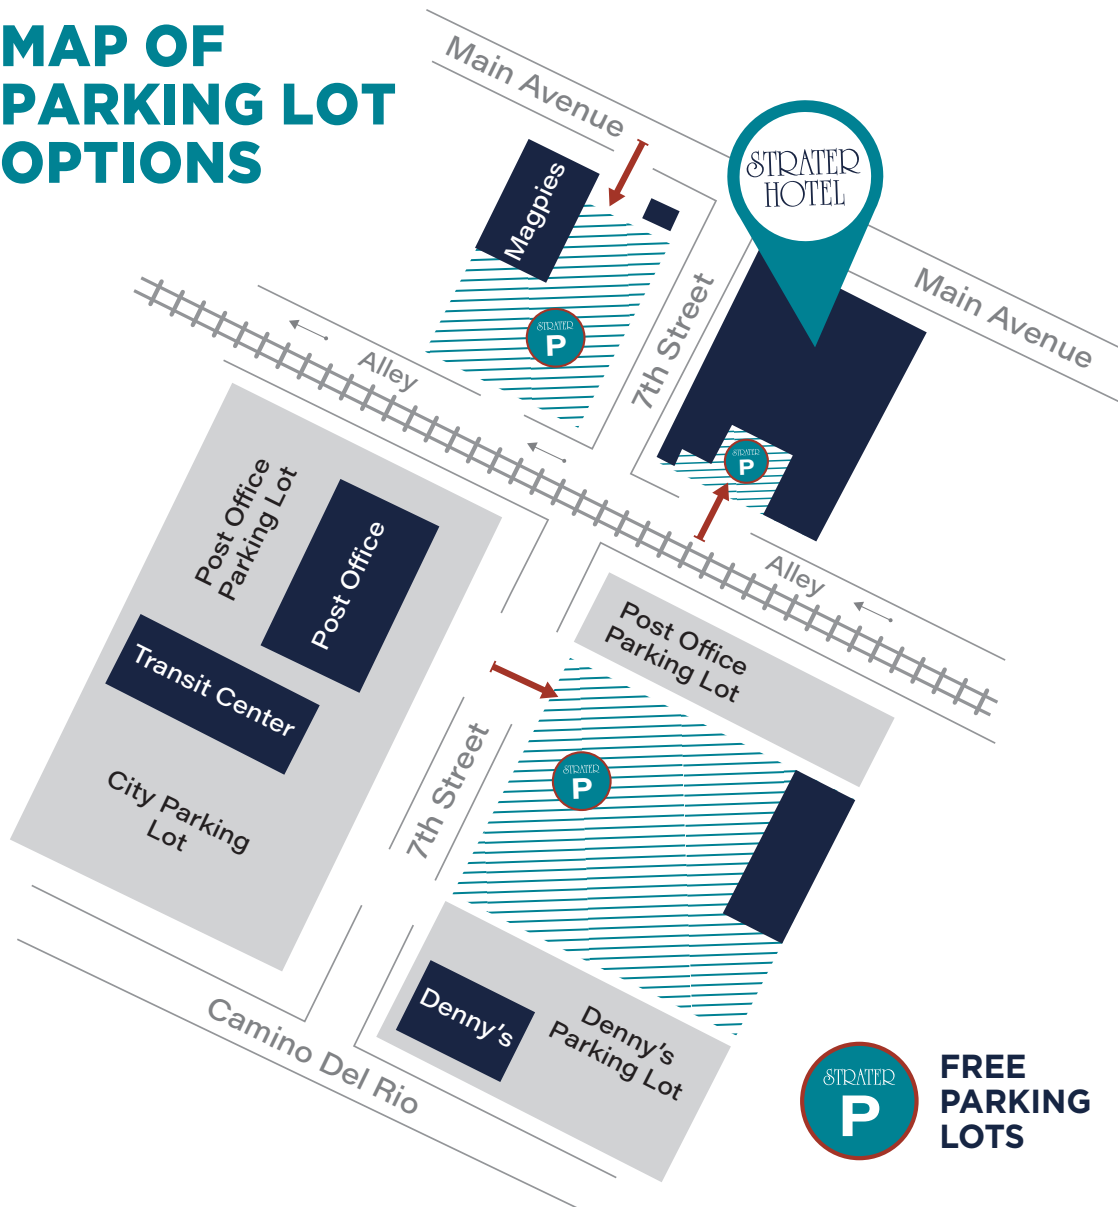 MAP OF
PARKING LOT
OPTIONS
Main Avenue
STRATER
HOTEL
Magpies
Main Avenue
7th Street
STRATER
P
Alley
STRATER
P
Post Office
Parking Lot
Post Office
Alley
Post Office
Parking Lot
Transit Center
7th Street
STRATER
P
City Parking
Lot
Denny's
Denny's
Parking Lot
Camino Del Rio
STRATER
P
FREE
PARKING
LOTS